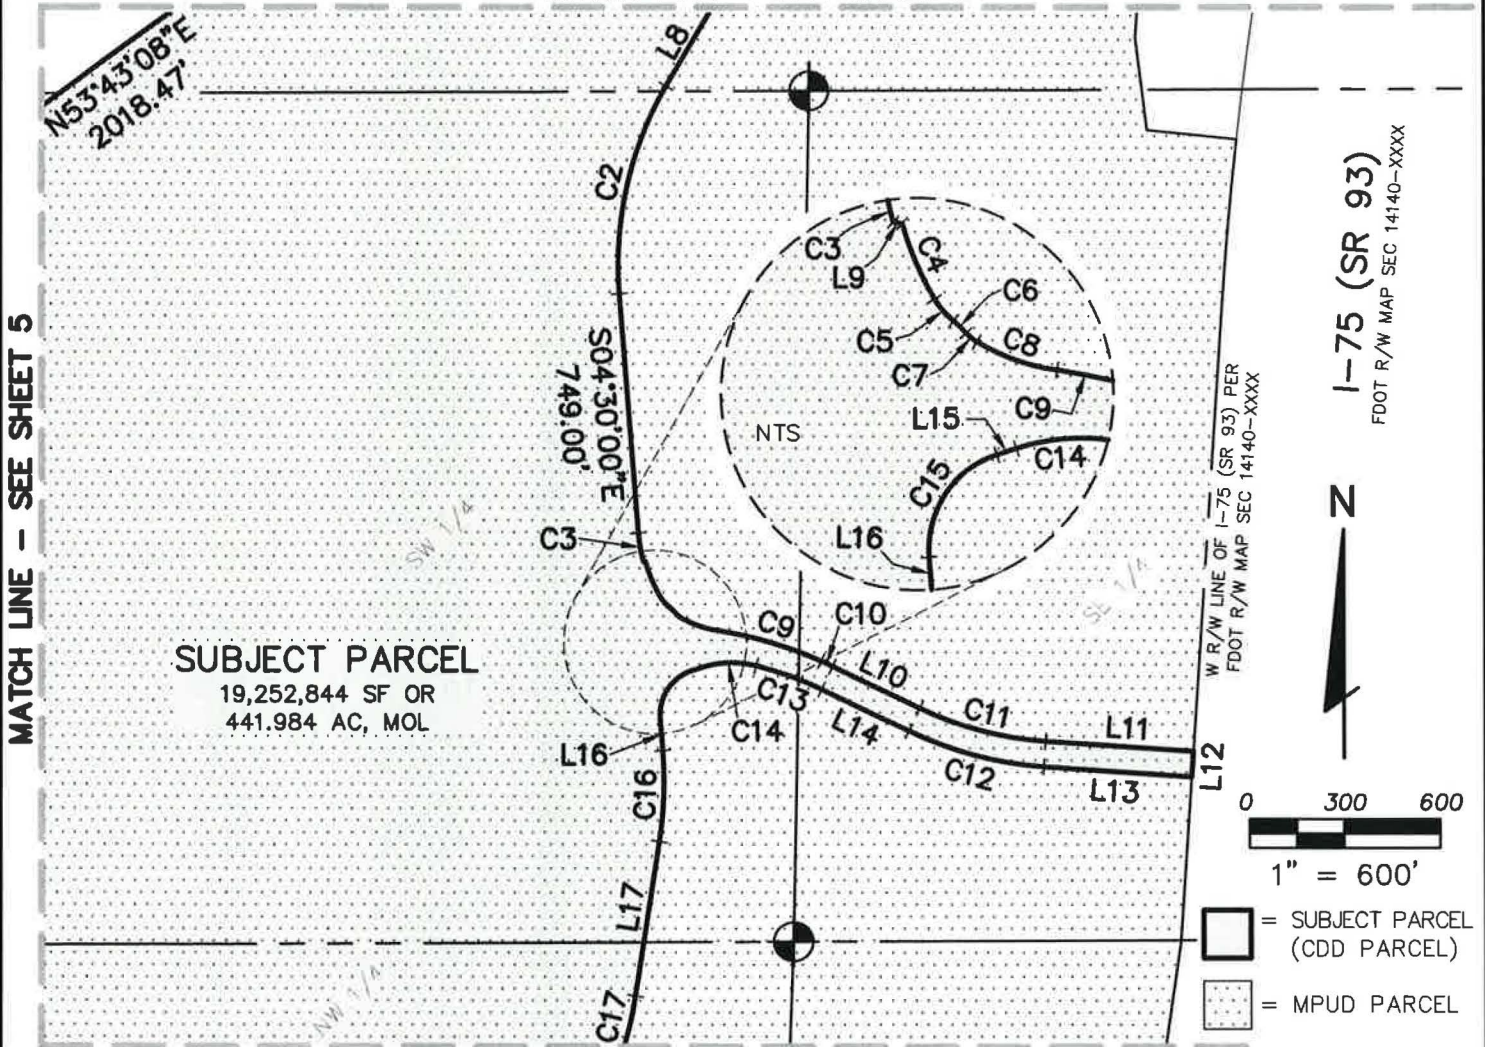 N53°43'08"E
2018.47'
L8
C2
S04°30'00"E
749.00'
C3
L9
C4
C6
C5
C8
C7
C9
L15
C14
NTS
C15
L16
C3
SW 1/4
SE 1/4
C9
C10
L10
C11
L11
L12
C13
L14
C12
L13
C14
L16
C16
L17
C17
NW 1/4
SUBJECT PARCEL
19,252,844 SF OR
441.984 AC, MOL
MATCH LINE - SEE SHEET 5
I-75 (SR 93)
FDOT R/W MAP SEC 14140-XXXX
W R/W LINE OF I-75 (SR 93) PER
FDOT R/W MAP SEC 14140-XXXX
N
0 300 600
1" = 600'
= SUBJECT PARCEL
(CDD PARCEL)
= MPUD PARCEL